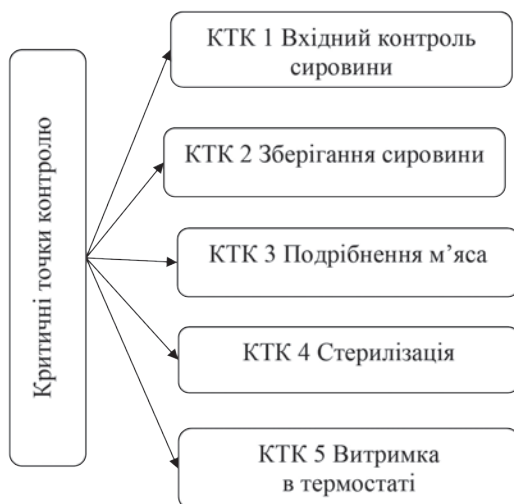 Критичні точки контролю
КТК 1 Вхідний контроль
сировини
КТК 2 Зберігання сировини
КТК 3 Подрібнення м’яса
КТК 4 Стерилізація
КТК 5 Витримка
в термостаті